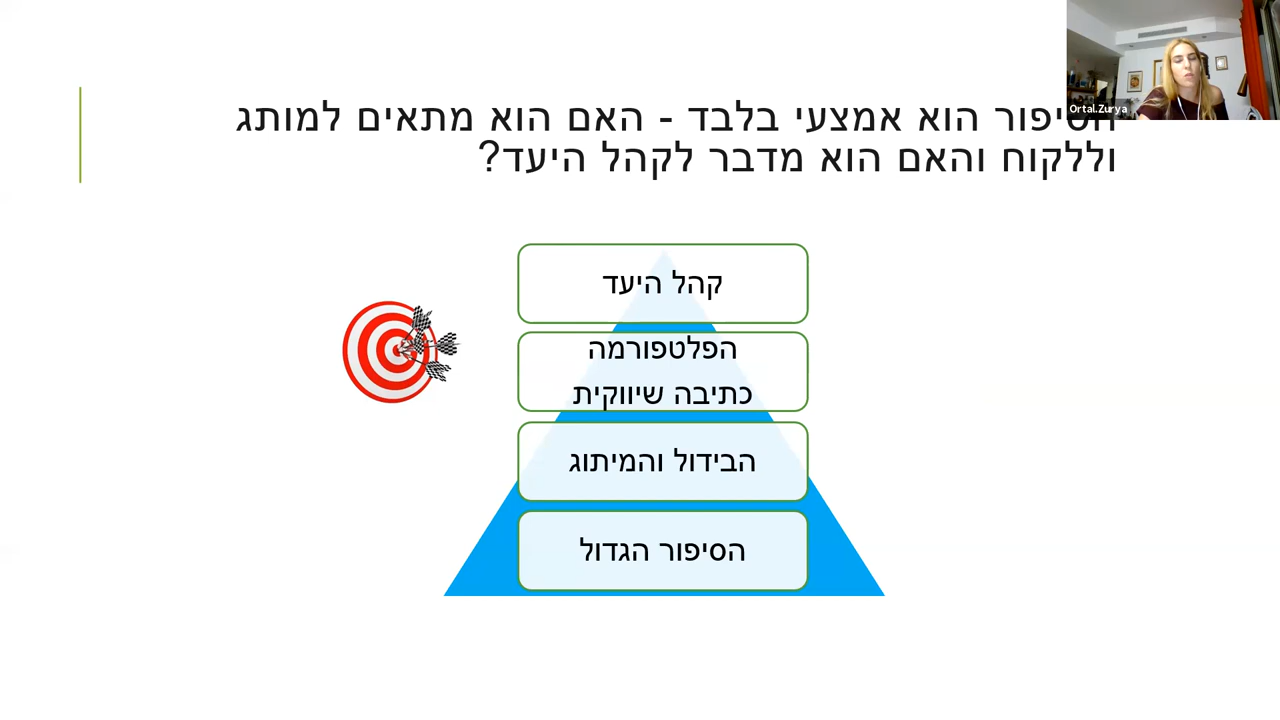 הסיפור הוא אמצעי בלבד - האם הוא מתאים למותג
וללקוח והאם הוא מדבר לקהל היעד?
קהל היעד
הפלטפורמה
כתיבה שיווקית
הבידול והמיתוג
הסיפור הגדול
Ortal.Zurya